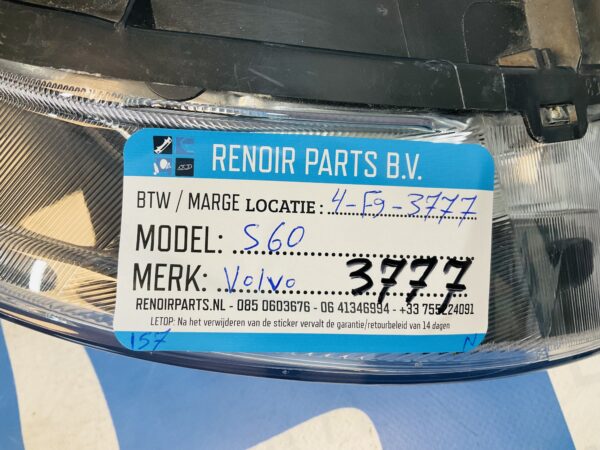 RENOIR PARTS B.V.
BTW / MARGE LOCATIE: 4-F9-3777
MODEL: S60
MERK: Volvo 3777
RENOIRPARTS.NL - 085 0603676 - 06 41346994 - +33 755224091
LETOP: Na het verwijderen van de sticker vervalt de garantie/retourbeleid van 14 dagen
157 N